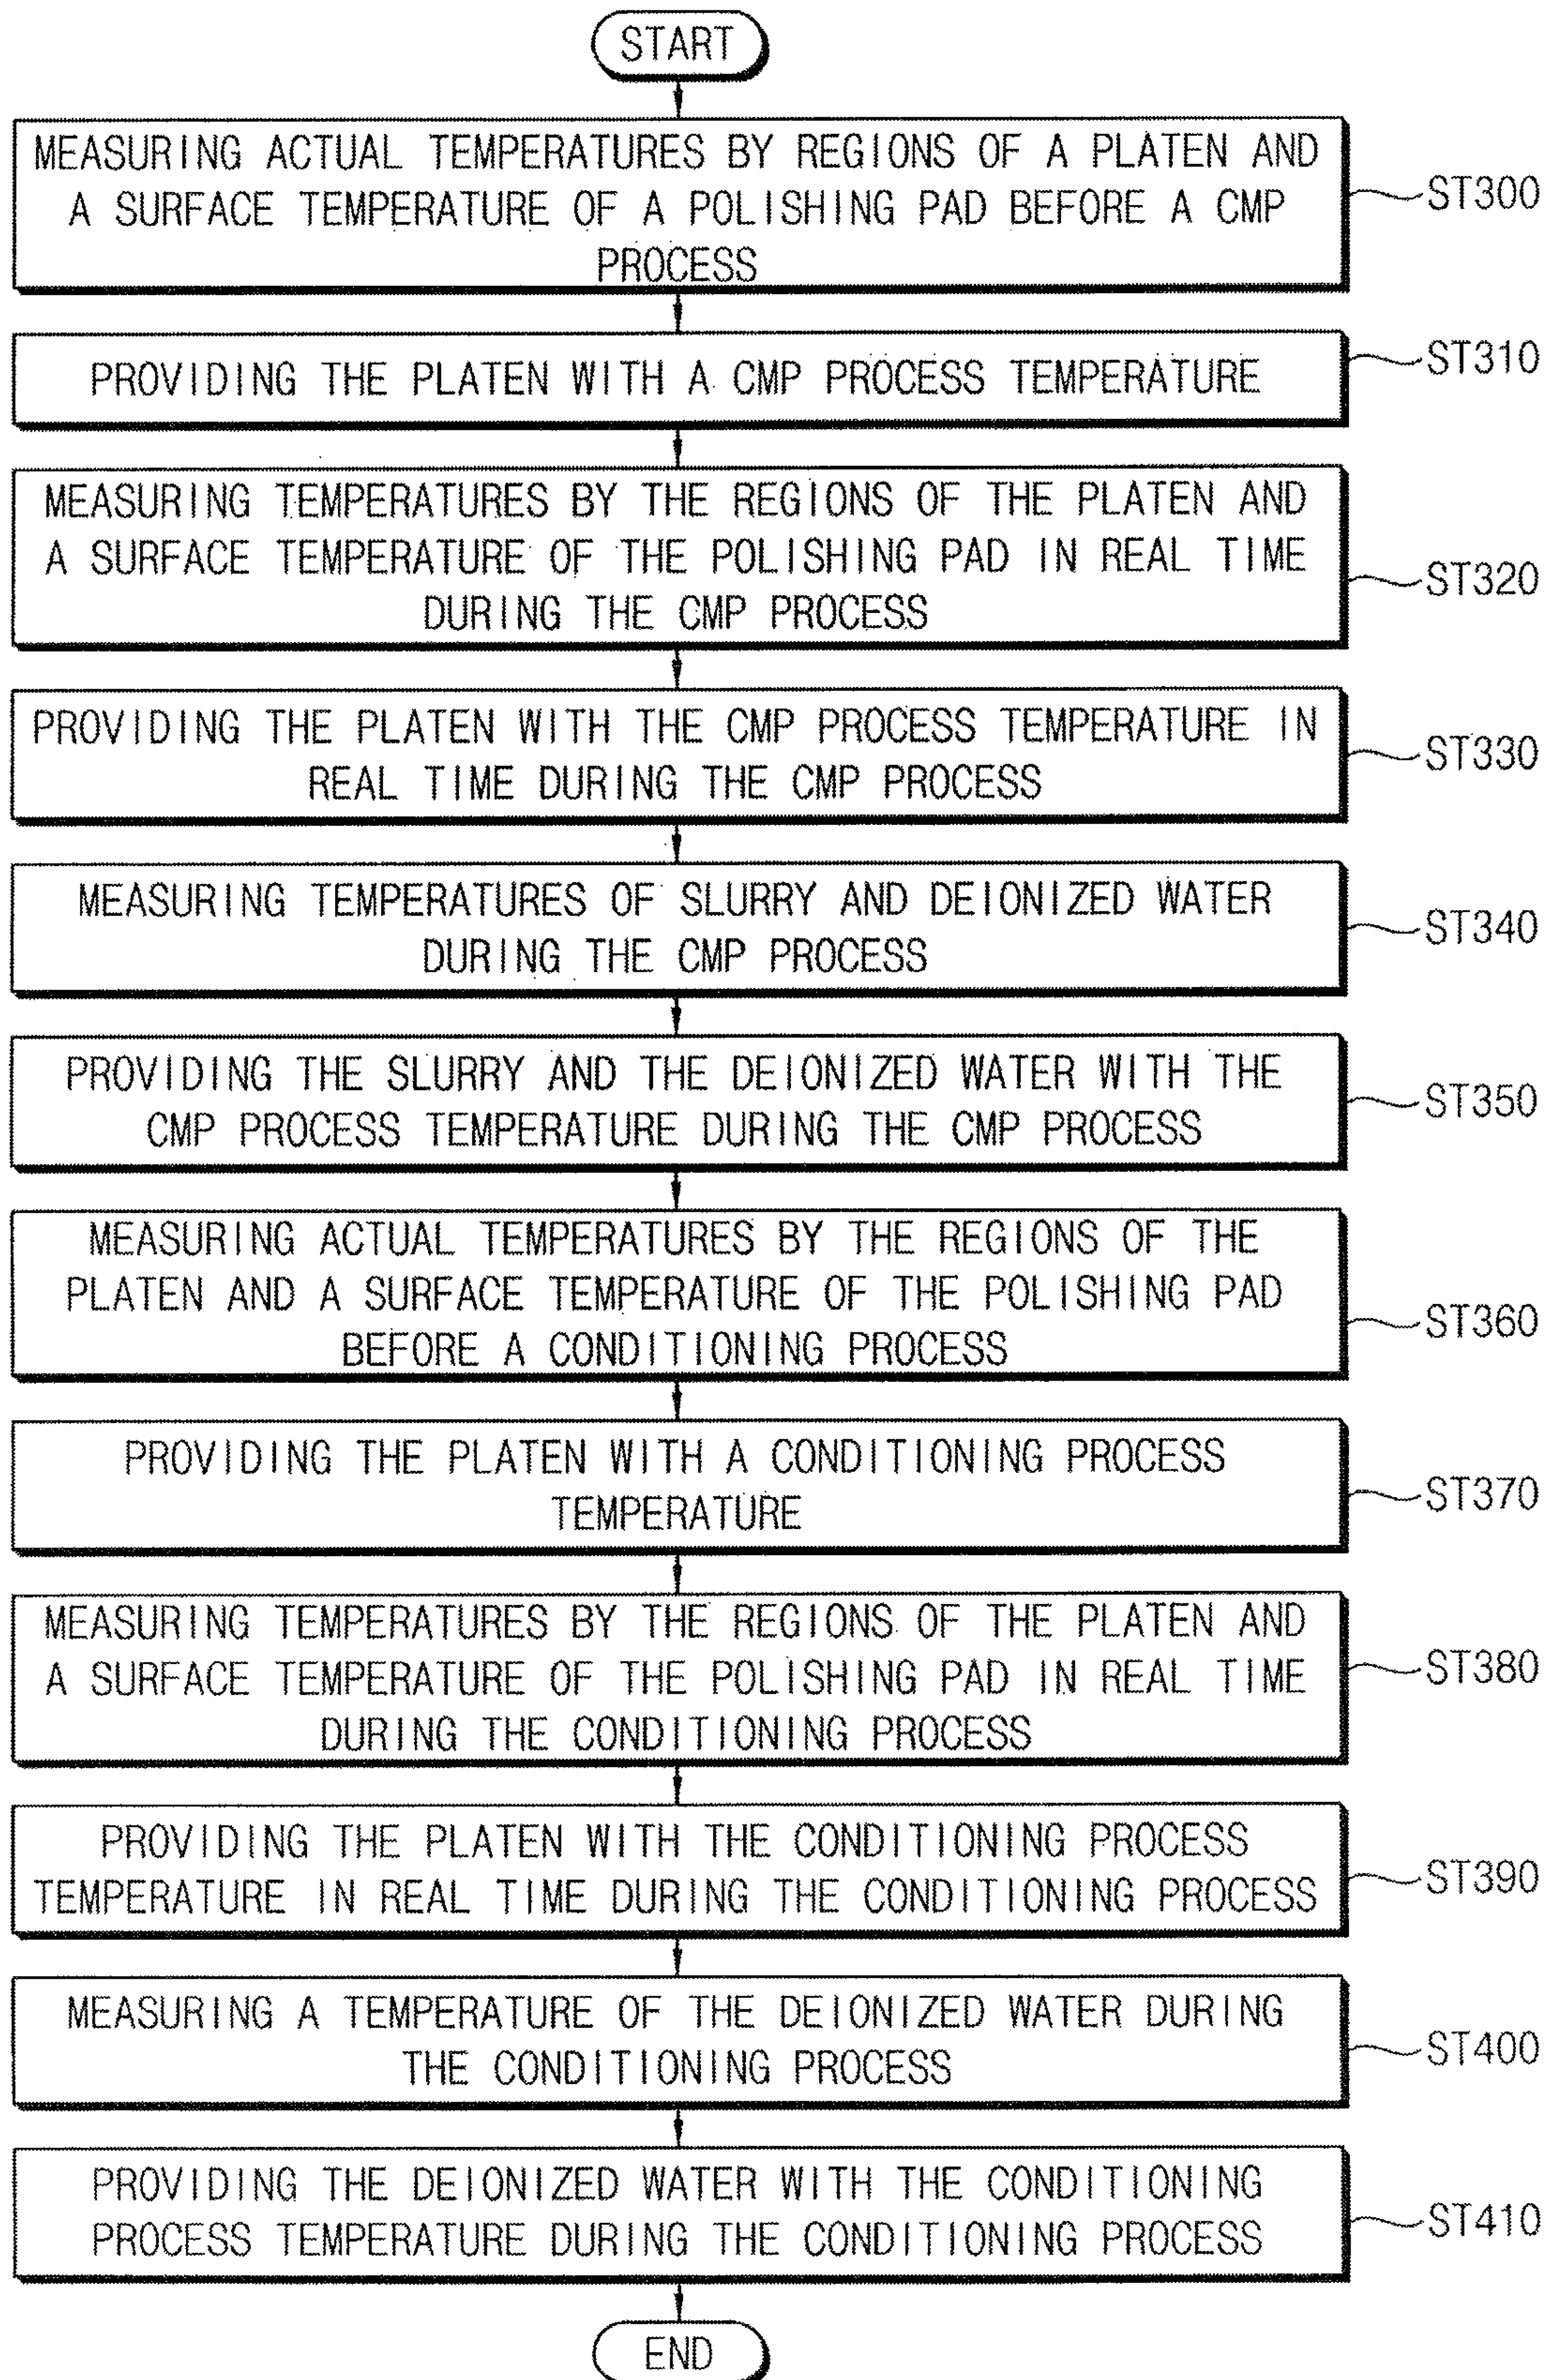 START
MEASURING ACTUAL TEMPERATURES BY REGIONS OF A PLATEN AND
A SURFACE TEMPERATURE OF A POLISHING PAD BEFORE A CMP
PROCESS
ST300
PROVIDING THE PLATEN WITH A CMP PROCESS TEMPERATURE
ST310
MEASURING TEMPERATURES BY THE REGIONS OF THE PLATEN AND
A SURFACE TEMPERATURE OF THE POLISHING PAD IN REAL TIME
DURING THE CMP PROCESS
ST320
PROVIDING THE PLATEN WITH THE CMP PROCESS TEMPERATURE IN
REAL TIME DURING THE CMP PROCESS
ST330
MEASURING TEMPERATURES OF SLURRY AND DEIONIZED WATER
DURING THE CMP PROCESS
ST340
PROVIDING THE SLURRY AND THE DEIONIZED WATER WITH THE
CMP PROCESS TEMPERATURE DURING THE CMP PROCESS
ST350
MEASURING ACTUAL TEMPERATURES BY THE REGIONS OF THE
PLATEN AND A SURFACE TEMPERATURE OF THE POLISHING PAD
BEFORE A CONDITIONING PROCESS
ST360
PROVIDING THE PLATEN WITH A CONDITIONING PROCESS
TEMPERATURE
ST370
MEASURING TEMPERATURES BY THE REGIONS OF THE PLATEN AND
A SURFACE TEMPERATURE OF THE POLISHING PAD IN REAL TIME
DURING THE CONDITIONING PROCESS
ST380
PROVIDING THE PLATEN WITH THE CONDITIONING PROCESS
TEMPERATURE IN REAL TIME DURING THE CONDITIONING PROCESS
ST390
MEASURING A TEMPERATURE OF THE DEIONIZED WATER DURING
THE CONDITIONING PROCESS
ST400
PROVIDING THE DEIONIZED WATER WITH THE CONDITIONING
PROCESS TEMPERATURE DURING THE CONDITIONING PROCESS
ST410
END